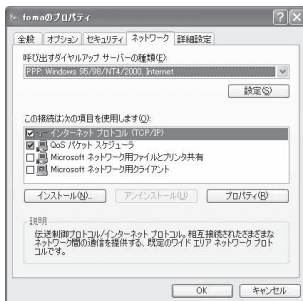 fomaのプロパティ
全般 オプション セキュリティ ネットワーク 詳細設定
呼び出すダイヤルアップ サーバーの種類(E):
PPP: Windows 95/98/NT4/2000, Internet
設定(S)
この接続は次の項目を使用します(O):
インターネット プロトコル (TCP/IP)
QoS パケット スケジューラ
Microsoft ネットワーク用ファイルとプリンタ共有
Microsoft ネットワーク用クライアント
インストール(N)... アンインストール(U) プロパティ(R)
説明
伝送制御プロトコル/インターネット プロトコル。相互接続されたさまざまな
ネットワーク間の通信を提供する、既定のワイド エリア ネットワーク プロト
コルです。
OK キャンセル